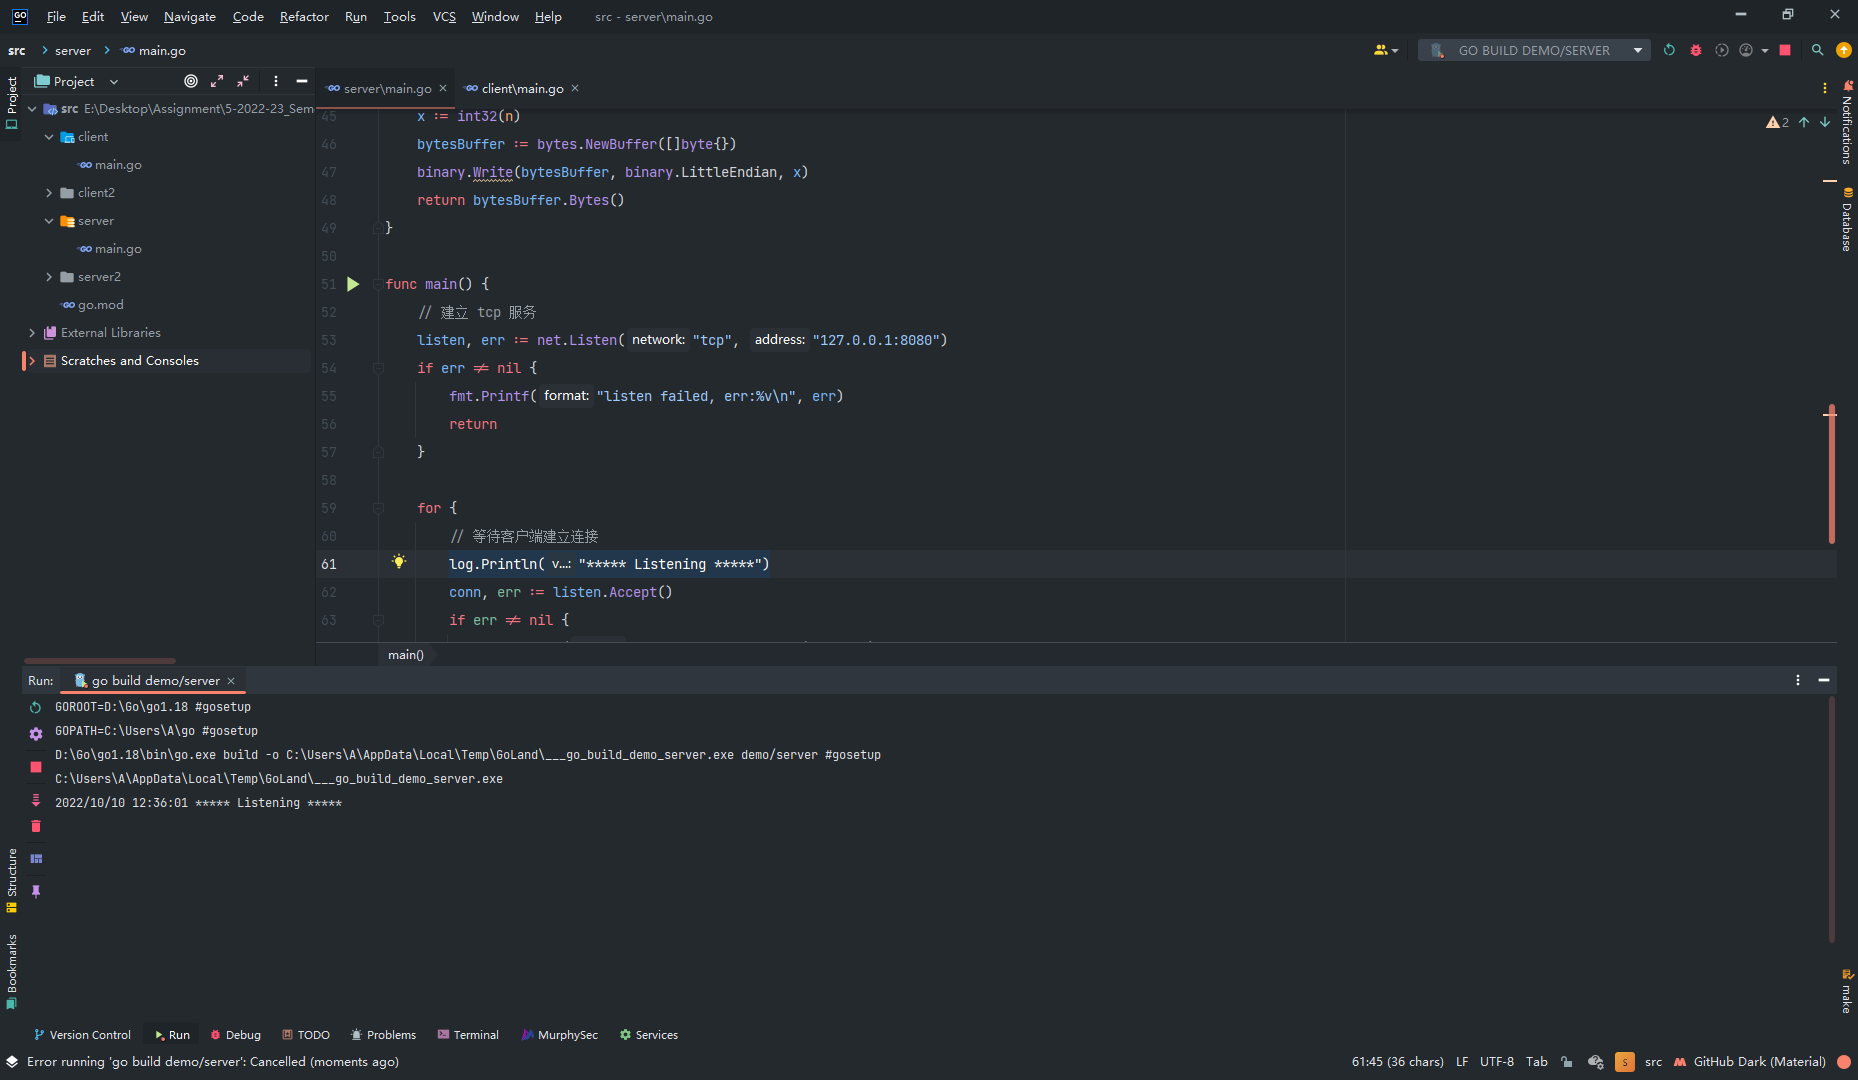 GO File Edit View Navigate Code Refactor Run Tools VCS Window Help src - server\main.go
src server main.go GO BUILD DEMO/SERVER
Project
Project
src E:\Desktop\Assignment\5-2022-23_Sem
client
main.go
client2
server
main.go
server2
go.mod
External Libraries
Scratches and Consoles
server\main.go client\main.go
2
45 x := int32(n)
46 bytesBuffer := bytes.NewBuffer([]byte{})
47 binary.Write(bytesBuffer, binary.LittleEndian, x)
48 return bytesBuffer.Bytes()
49 }
50
51 func main() {
52 // 建立 tcp 服务
53 listen, err := net.Listen( network: "tcp", address: "127.0.0.1:8080")
54 if err != nil {
55 fmt.Printf( format: "listen failed, err:%v\n", err)
56 return
57 }
58
59 for {
60 // 等待客户端建立连接
61 log.Println( v...: "***** Listening *****")
62 conn, err := listen.Accept()
63 if err != nil {
main()
Notifications
Database
make
Run: go build demo/server
GOROOT=D:\Go\go1.18 #gosetup
GOPATH=C:\Users\A\go #gosetup
D:\Go\go1.18\bin\go.exe build -o C:\Users\A\AppData\Local\Temp\GoLand\___go_build_demo_server.exe demo/server #gosetup
C:\Users\A\AppData\Local\Temp\GoLand\___go_build_demo_server.exe
2022/10/10 12:36:01 ***** Listening *****
Structure
Bookmarks
Version Control Run Debug TODO Problems Terminal MurphySec Services
Error running 'go build demo/server': Cancelled (moments ago) 61:45 (36 chars) LF UTF-8 Tab S src GitHub Dark (Material)